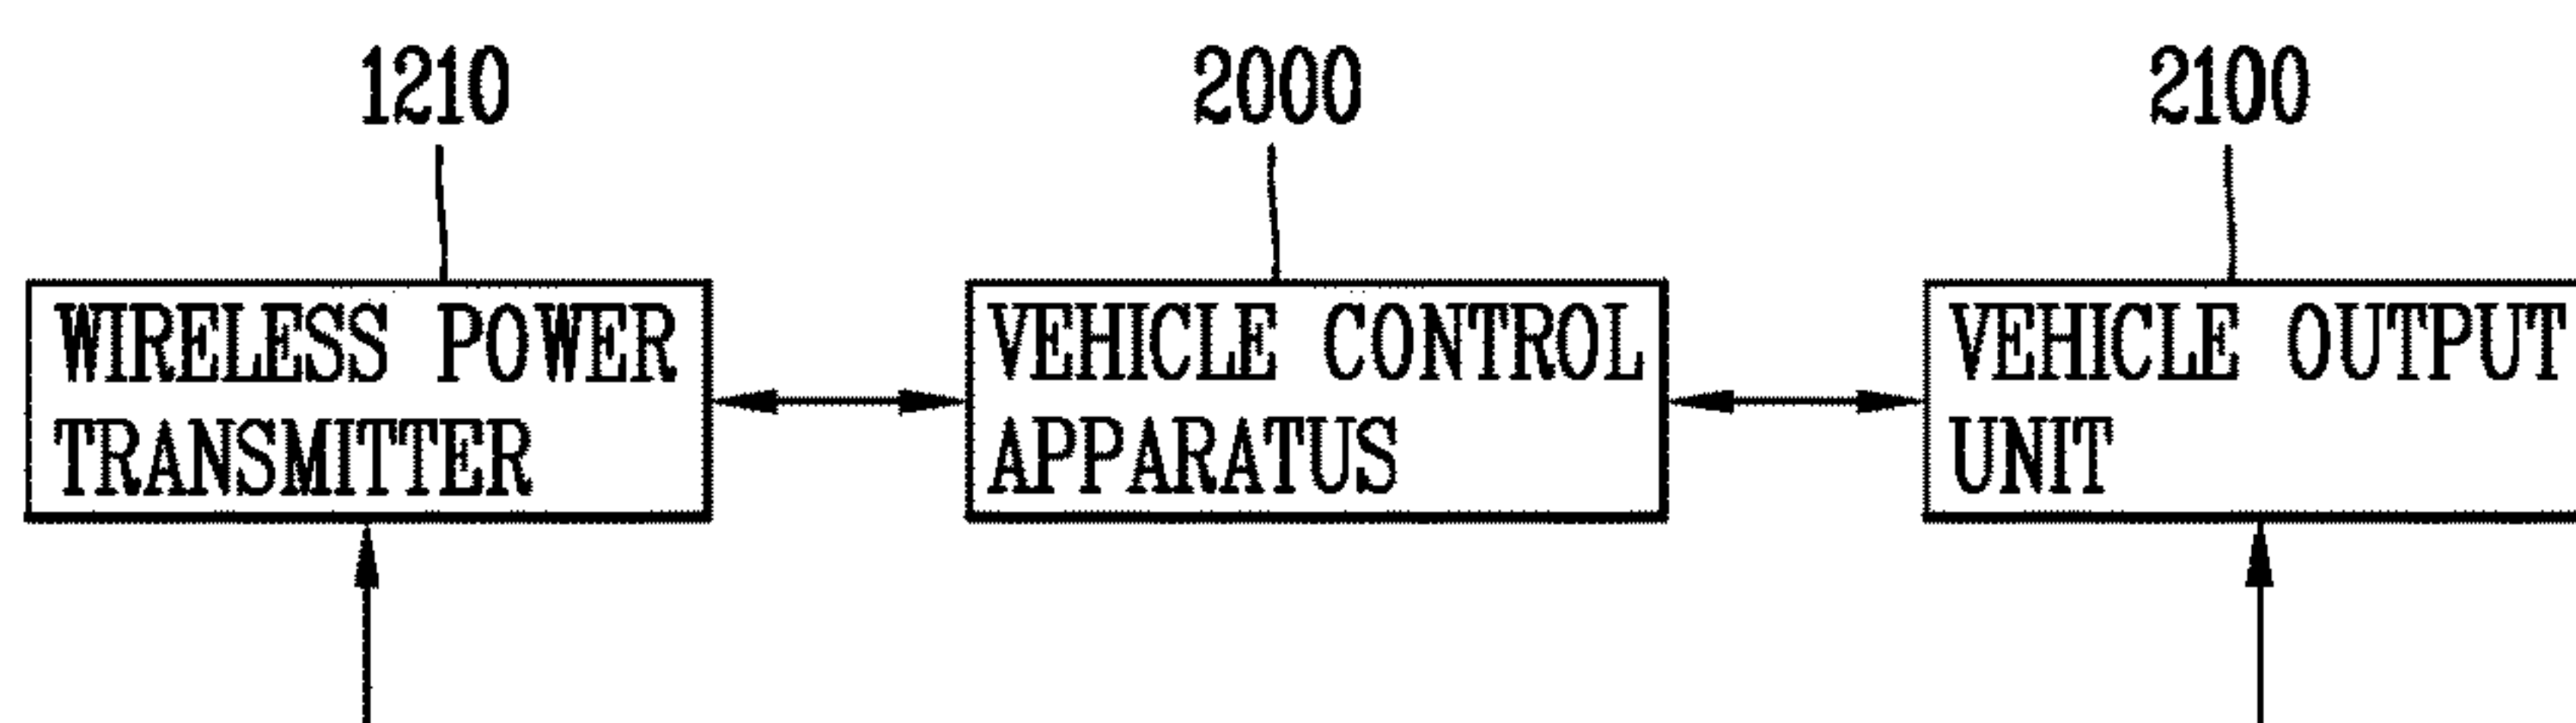 1210
2000
2100
WIRELESS POWER
TRANSMITTER
VEHICLE CONTROL
APPARATUS
VEHICLE OUTPUT
UNIT